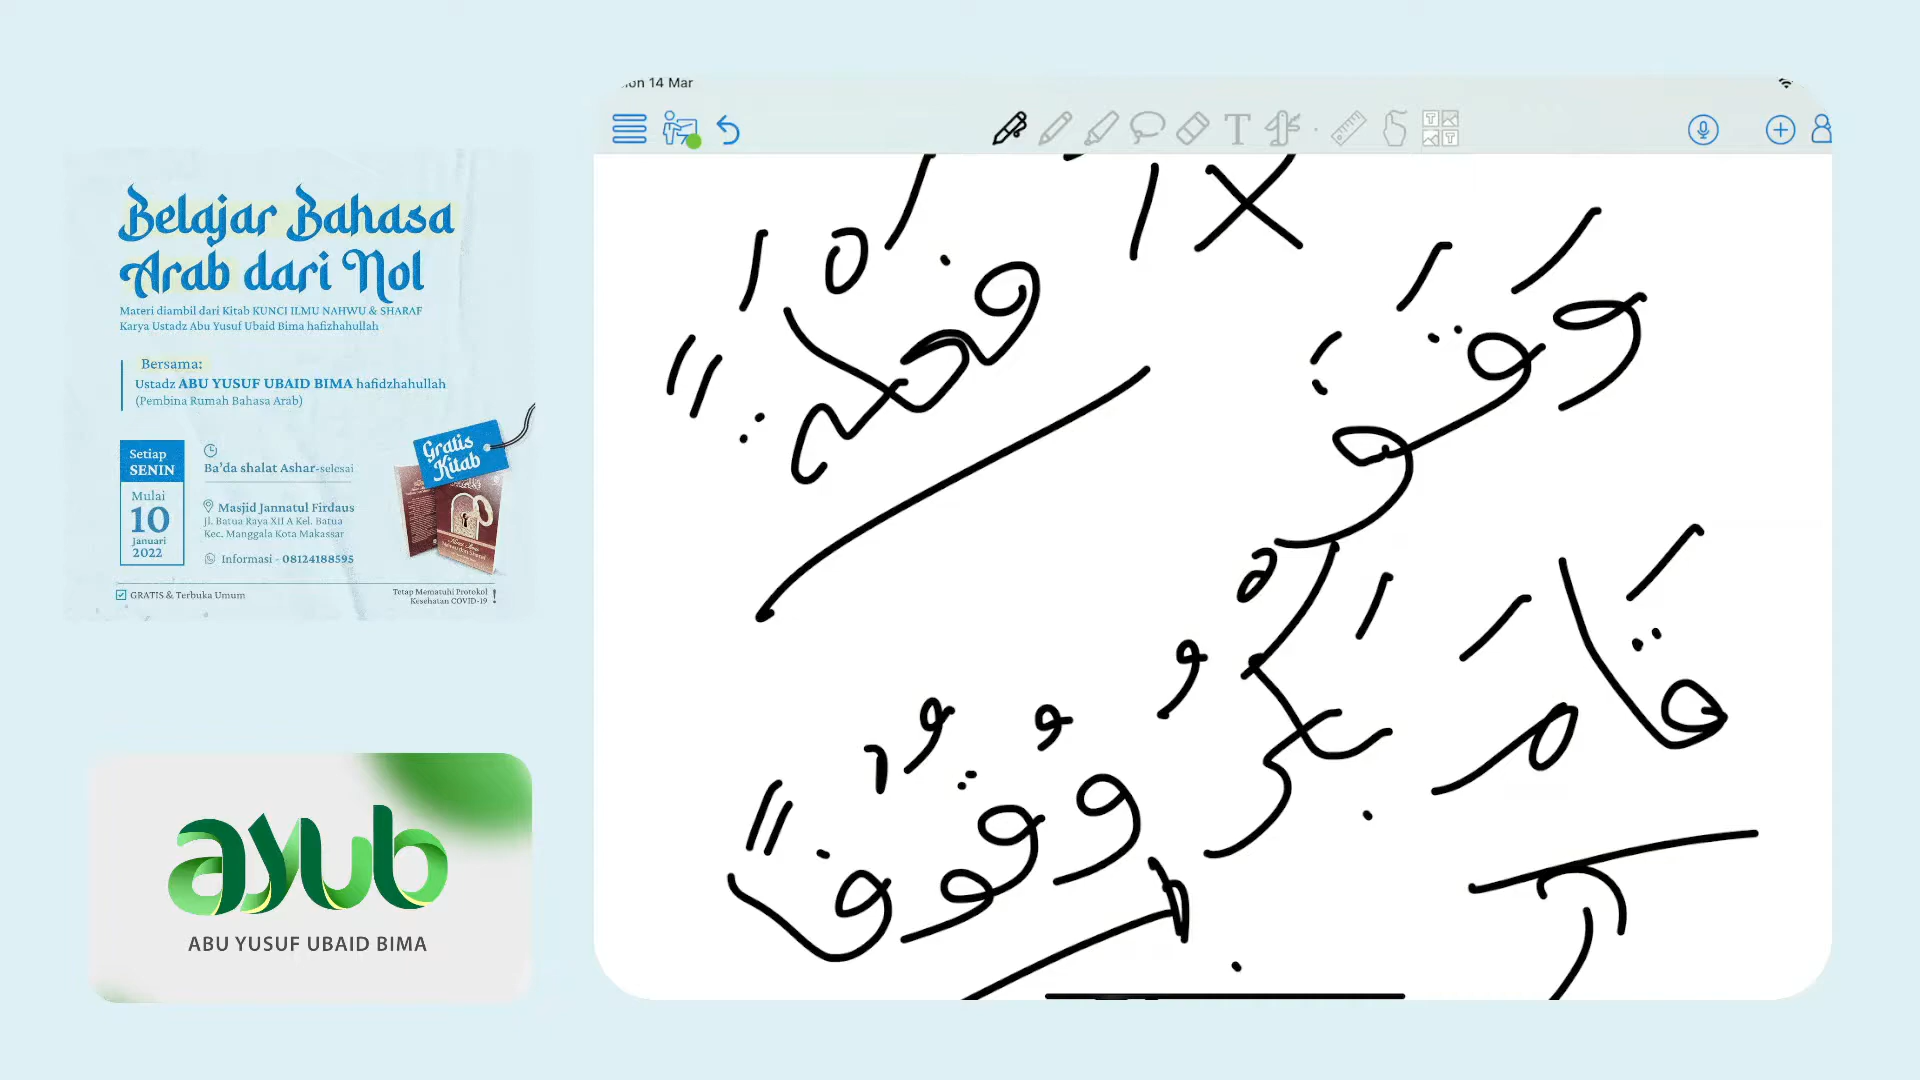 on 14 Mar
Belajar Bahasa
Arab dari Nol
Materi diambil dari Kitab KUNCI ILMU NAHWU & SHARAF
Karya Ustadz Abu Yusuf Ubaid Bima hafizhahullah
Bersama:
Ustadz ABU YUSUF UBAID BIMA hafidzhahullah
(Pembina Rumah Bahasa Arab)
Setiap
SENIN
Mulai
10
Januari
2022
Ba'da shalat Ashar-selesai
Masjid Jannatul Firdaus
Jl. Batua Raya XII A Kel. Batua
Kec. Manggala Kota Makassar
Informasi - 08124188595
Gratis
Kitab
GRATIS & Terbuka Umum
Tetap Mematuhi Protokol
Kesehatan COVID-19 !
ayub
ABU YUSUF UBAID BIMA
وَقَفَ
قَامَ
وُقُوْفًا